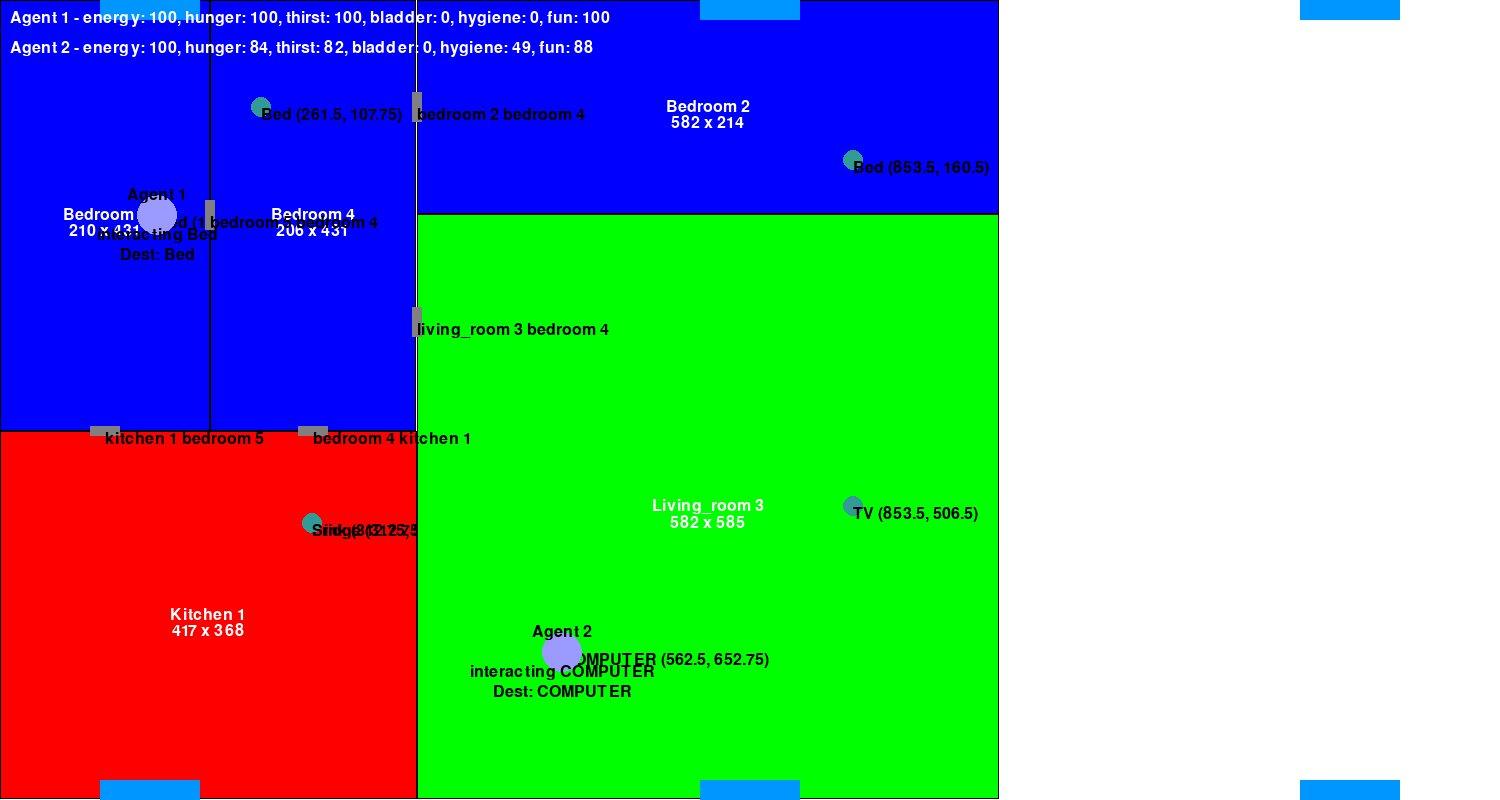 Agent 1 - energy: 100, hunger: 100, thirst: 100, bladder: 0, hygiene: 0, fun: 100
Agent 2 - energy: 100, hunger: 84, thirst: 82, bladder: 0, hygiene: 49, fun: 88
Bedroom 2
582 x 214
Bed (261.5, 107.75)
bedroom 2 bedroom 4
Bed (853.5, 160.5)
Agent 1
Bedroom
210 x 431
bedroom 5 bedroom 4
Bedroom 4
206 x 431
interacting Bed
Dest: Bed
living_room 3 bedroom 4
kitchen 1 bedroom 5
bedroom 4 kitchen 1
Living_room 3
582 x 585
TV (853.5, 506.5)
Kitchen 1
417 x 368
Agent 2
COMPUTER (562.5, 652.75)
interacting COMPUTER
Dest: COMPUTER